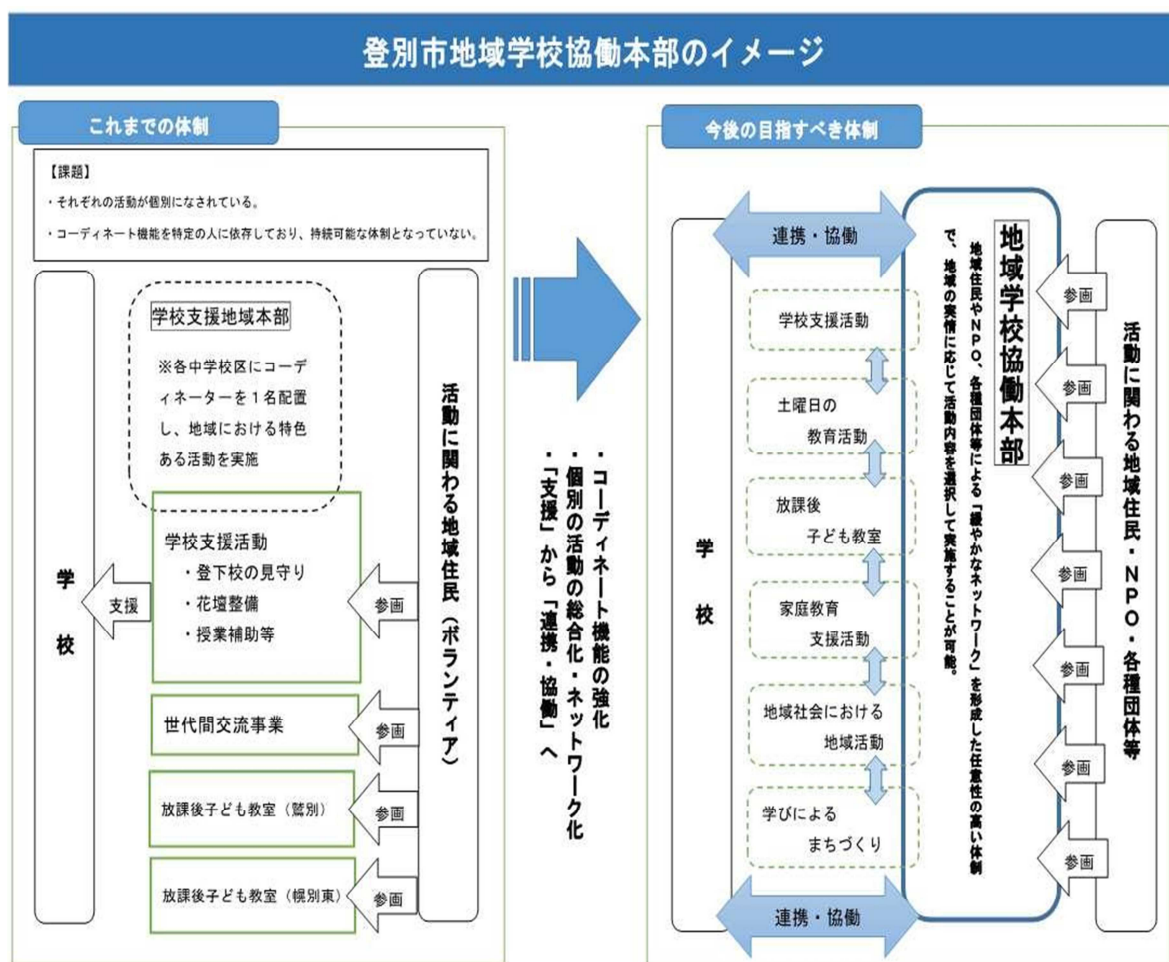 登別市地域学校協働本部のイメージ
これまでの体制
【課題】
・それぞれの活動が個別になされている。
・コーディネート機能を特定の人に依存しており、持続可能な体制となっていない。
学校
学校支援地域本部
※各中学校区にコーデ
ィネーターを１名配置
し、地域における特色
ある活動を実施
学校支援活動
・登下校の見守り
・花壇整備
・授業補助等
支援
参画
世代間交流事業
参画
放課後子ども教室（鷲別）
参画
放課後子ども教室（幌別東）
参画
活動に関わる地域住民（ボランティア）
・コーディネート機能の強化
・個別の活動の総合化・ネットワーク化
・「支援」から「連携・協働」へ
今後の目指すべき体制
学校
連携・協働
学校支援活動
土曜日の
教育活動
放課後
子ども教室
家庭教育
支援活動
地域社会における
地域活動
学びによる
まちづくり
連携・協働
地域学校協働本部
地域住民やＮＰＯ、各種団体等による「緩やかなネットワーク」を形成した任意性の高い体制
で、地域の実情に応じて活動内容を選択して実施することが可能。
参画
参画
参画
参画
参画
参画
参画
活動に関わる地域住民・ＮＰＯ・各種団体等